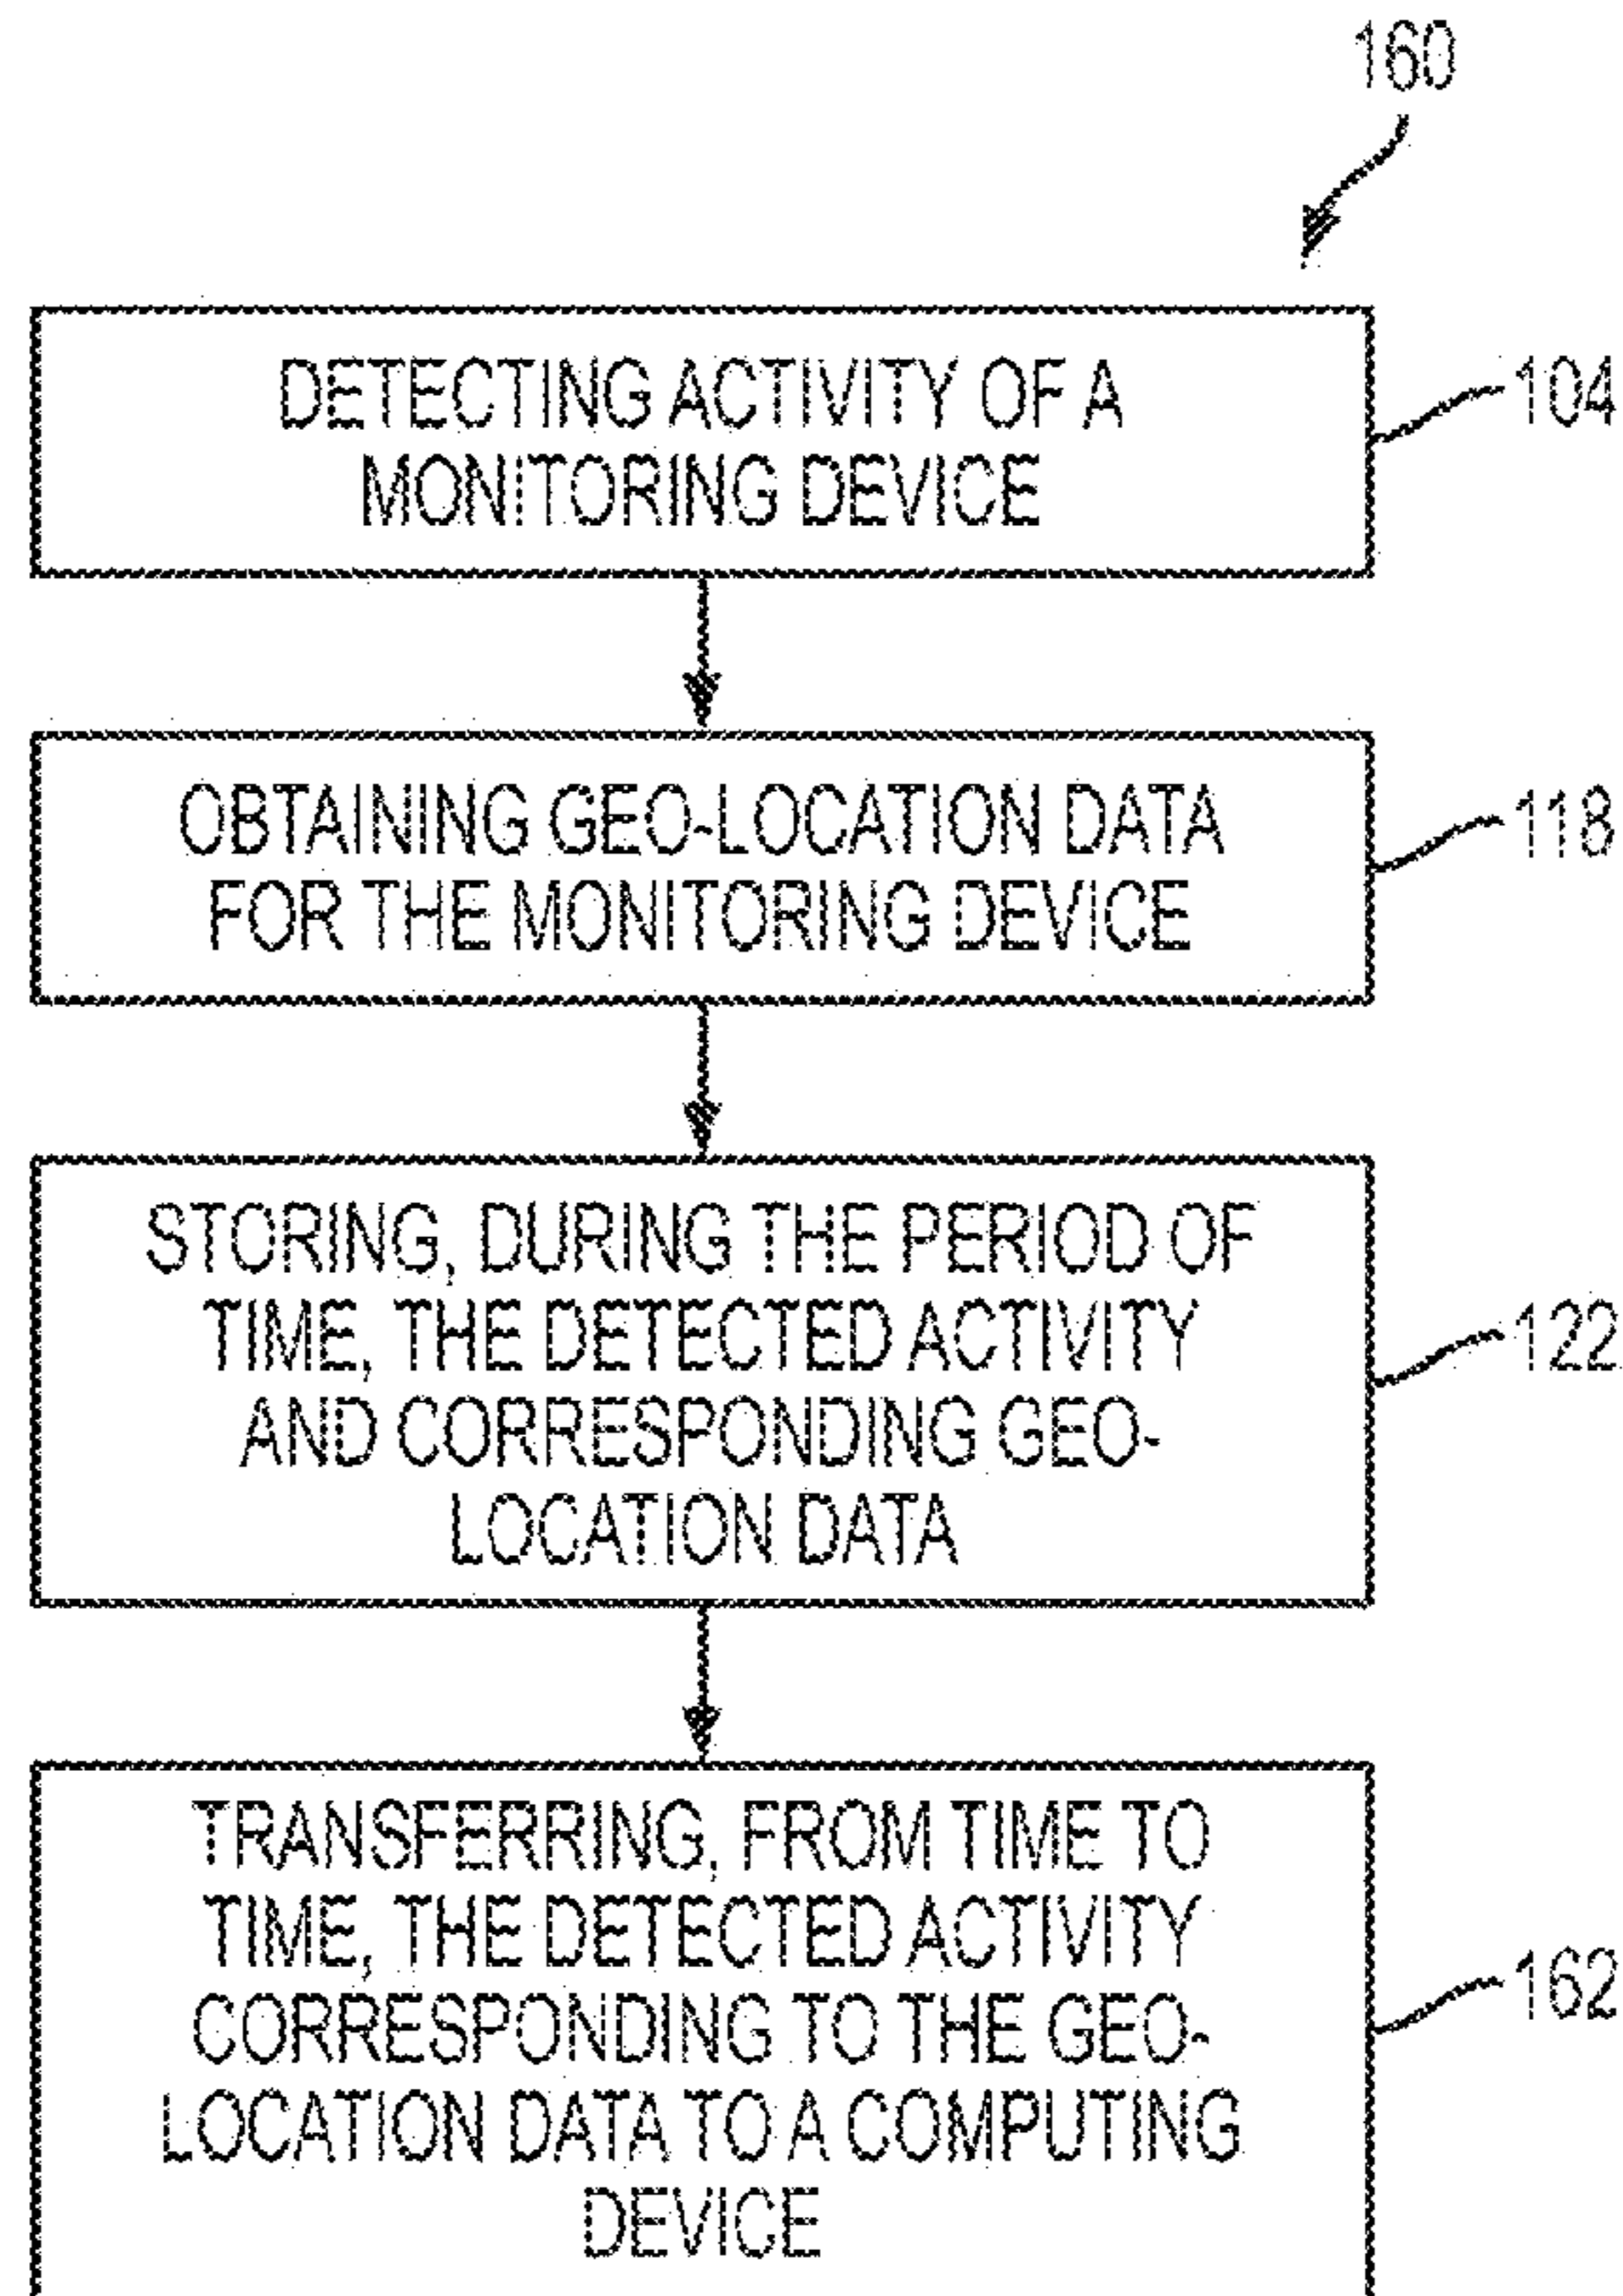 160
DETECTING ACTIVITY OF A
MONITORING DEVICE
104
OBTAINING GEO-LOCATION DATA
FOR THE MONITORING DEVICE
118
STORING, DURING THE PERIOD OF
TIME, THE DETECTED ACTIVITY
AND CORRESPONDING GEO-
LOCATION DATA
122
TRANSFERRING, FROM TIME TO
TIME, THE DETECTED ACTIVITY
CORRESPONDING TO THE GEO-
LOCATION DATA TO A COMPUTING
DEVICE
162